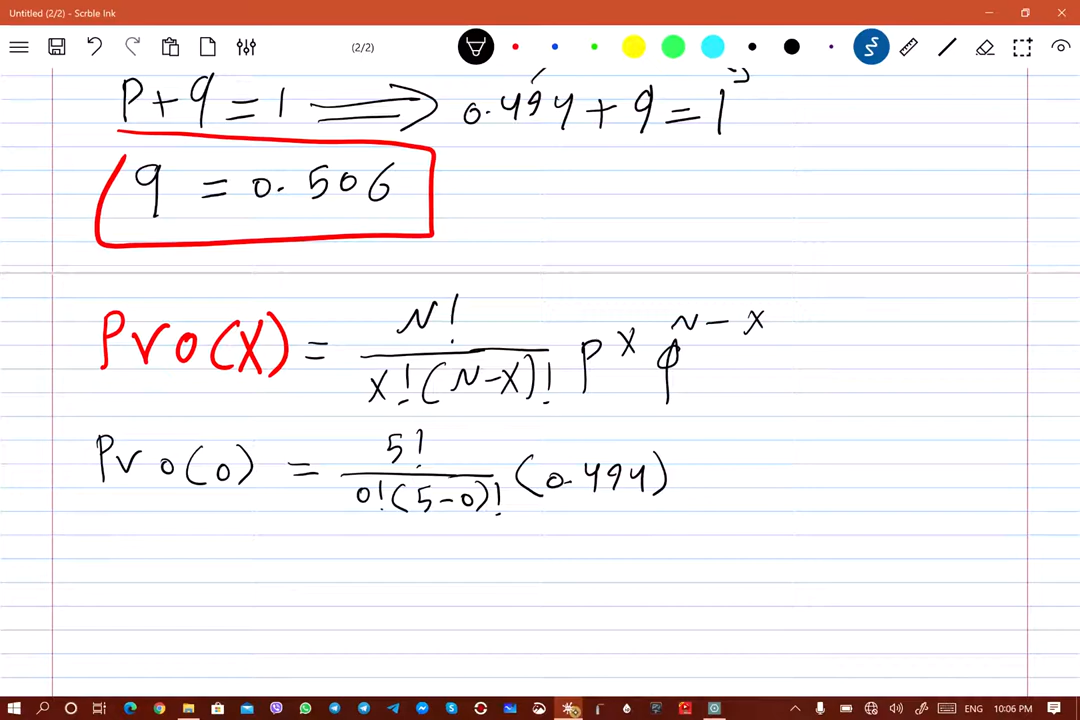 Untitled (2/2) - Scrble Ink
(2/2)
p + q = 1 ⟹ 0.494 + q = 1
q = 0.506
Pro(X) = N! / X!(N-X)! p^X q^N-X
Pro(0) = 5! / 0!(5-0)! (0.494)
ENG 10:06 PM